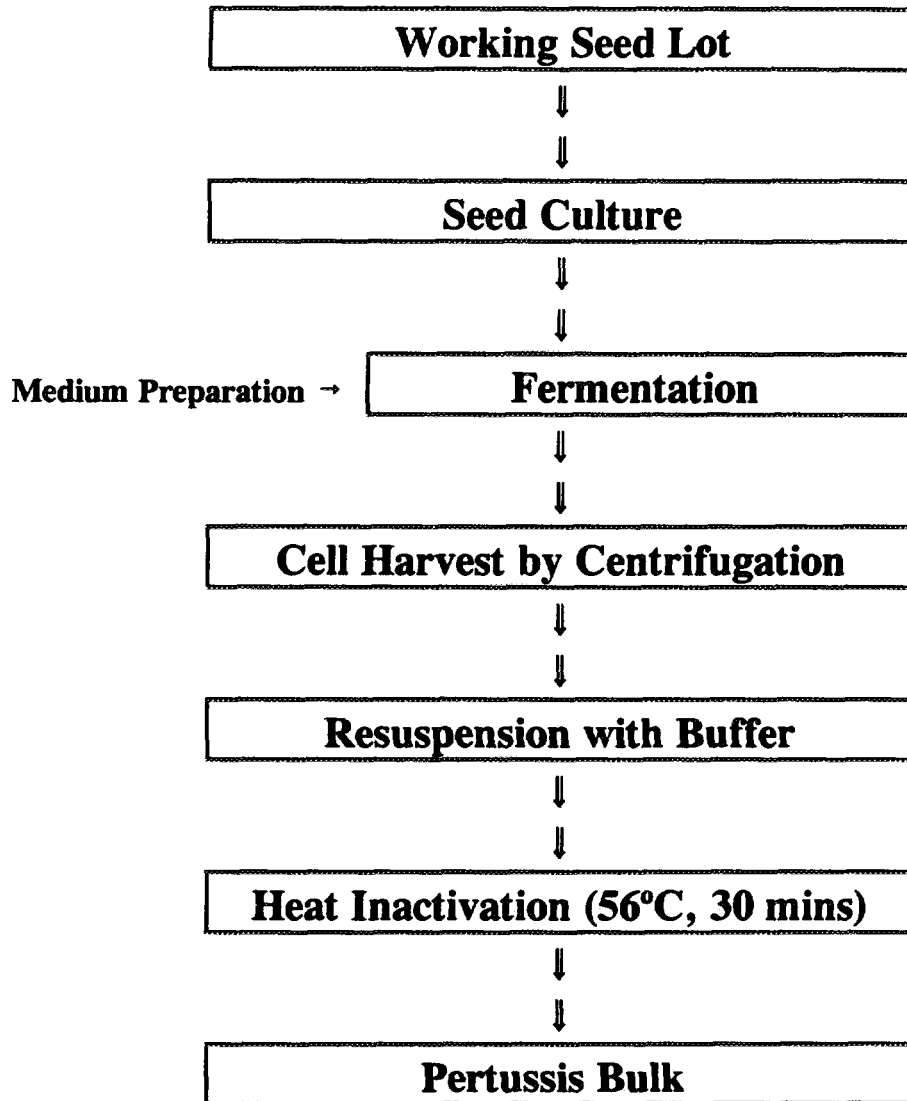 Working Seed Lot
⇓
⇓
Seed Culture
⇓
⇓
Medium Preparation → Fermentation
⇓
⇓
Cell Harvest by Centrifugation
⇓
⇓
Resuspension with Buffer
⇓
⇓
Heat Inactivation (56ºC, 30 mins)
⇓
⇓
Pertussis Bulk